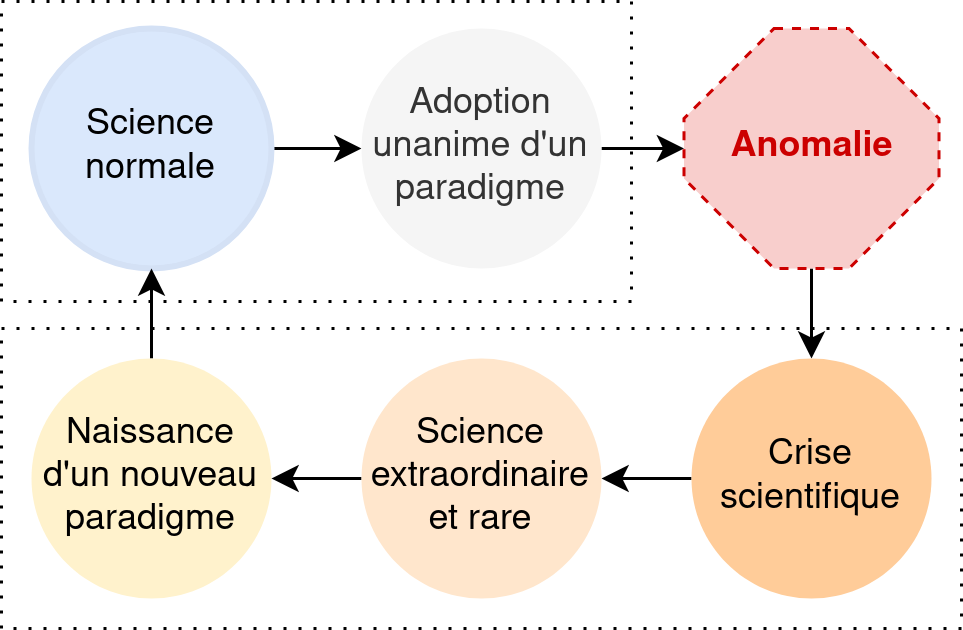 Science
normale
Adoption
unanime d'un
paradigme
Anomalie
Naissance
d'un nouveau
paradigme
Science
extraordinaire
et rare
Crise
scientifique